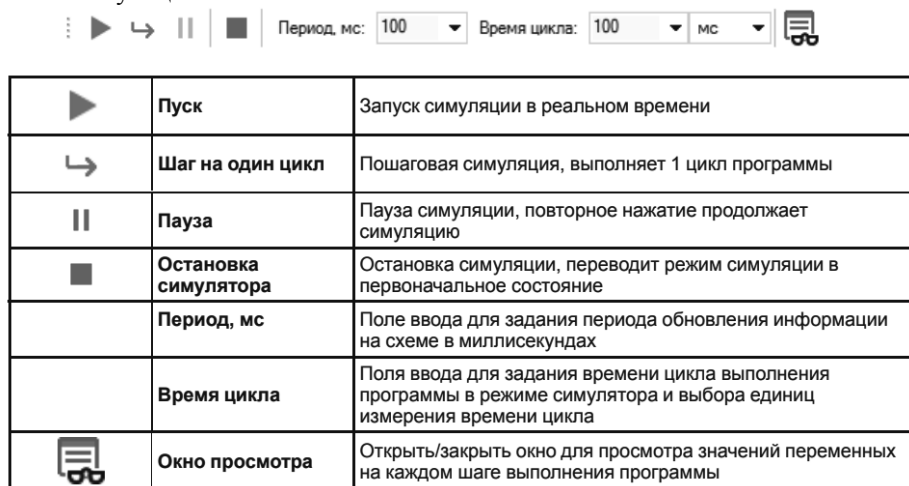 Период, мс: 100 Время цикла: 100 мс
Пуск
Запуск симуляции в реальном времени
Шаг на один цикл
Пошаговая симуляция, выполняет 1 цикл программы
Пауза
Пауза симуляции, повторное нажатие продолжает
симуляцию
Остановка
симулятора
Остановка симуляции, переводит режим симуляции в
первоначальное состояние
Период, мс
Поле ввода для задания периода обновления информации
на схеме в миллисекундах
Время цикла
Поля ввода для задания времени цикла выполнения
программы в режиме симулятора и выбора единиц
измерения времени цикла
Окно просмотра
Открыть/закрыть окно для просмотра значений переменных
на каждом шаге выполнения программы